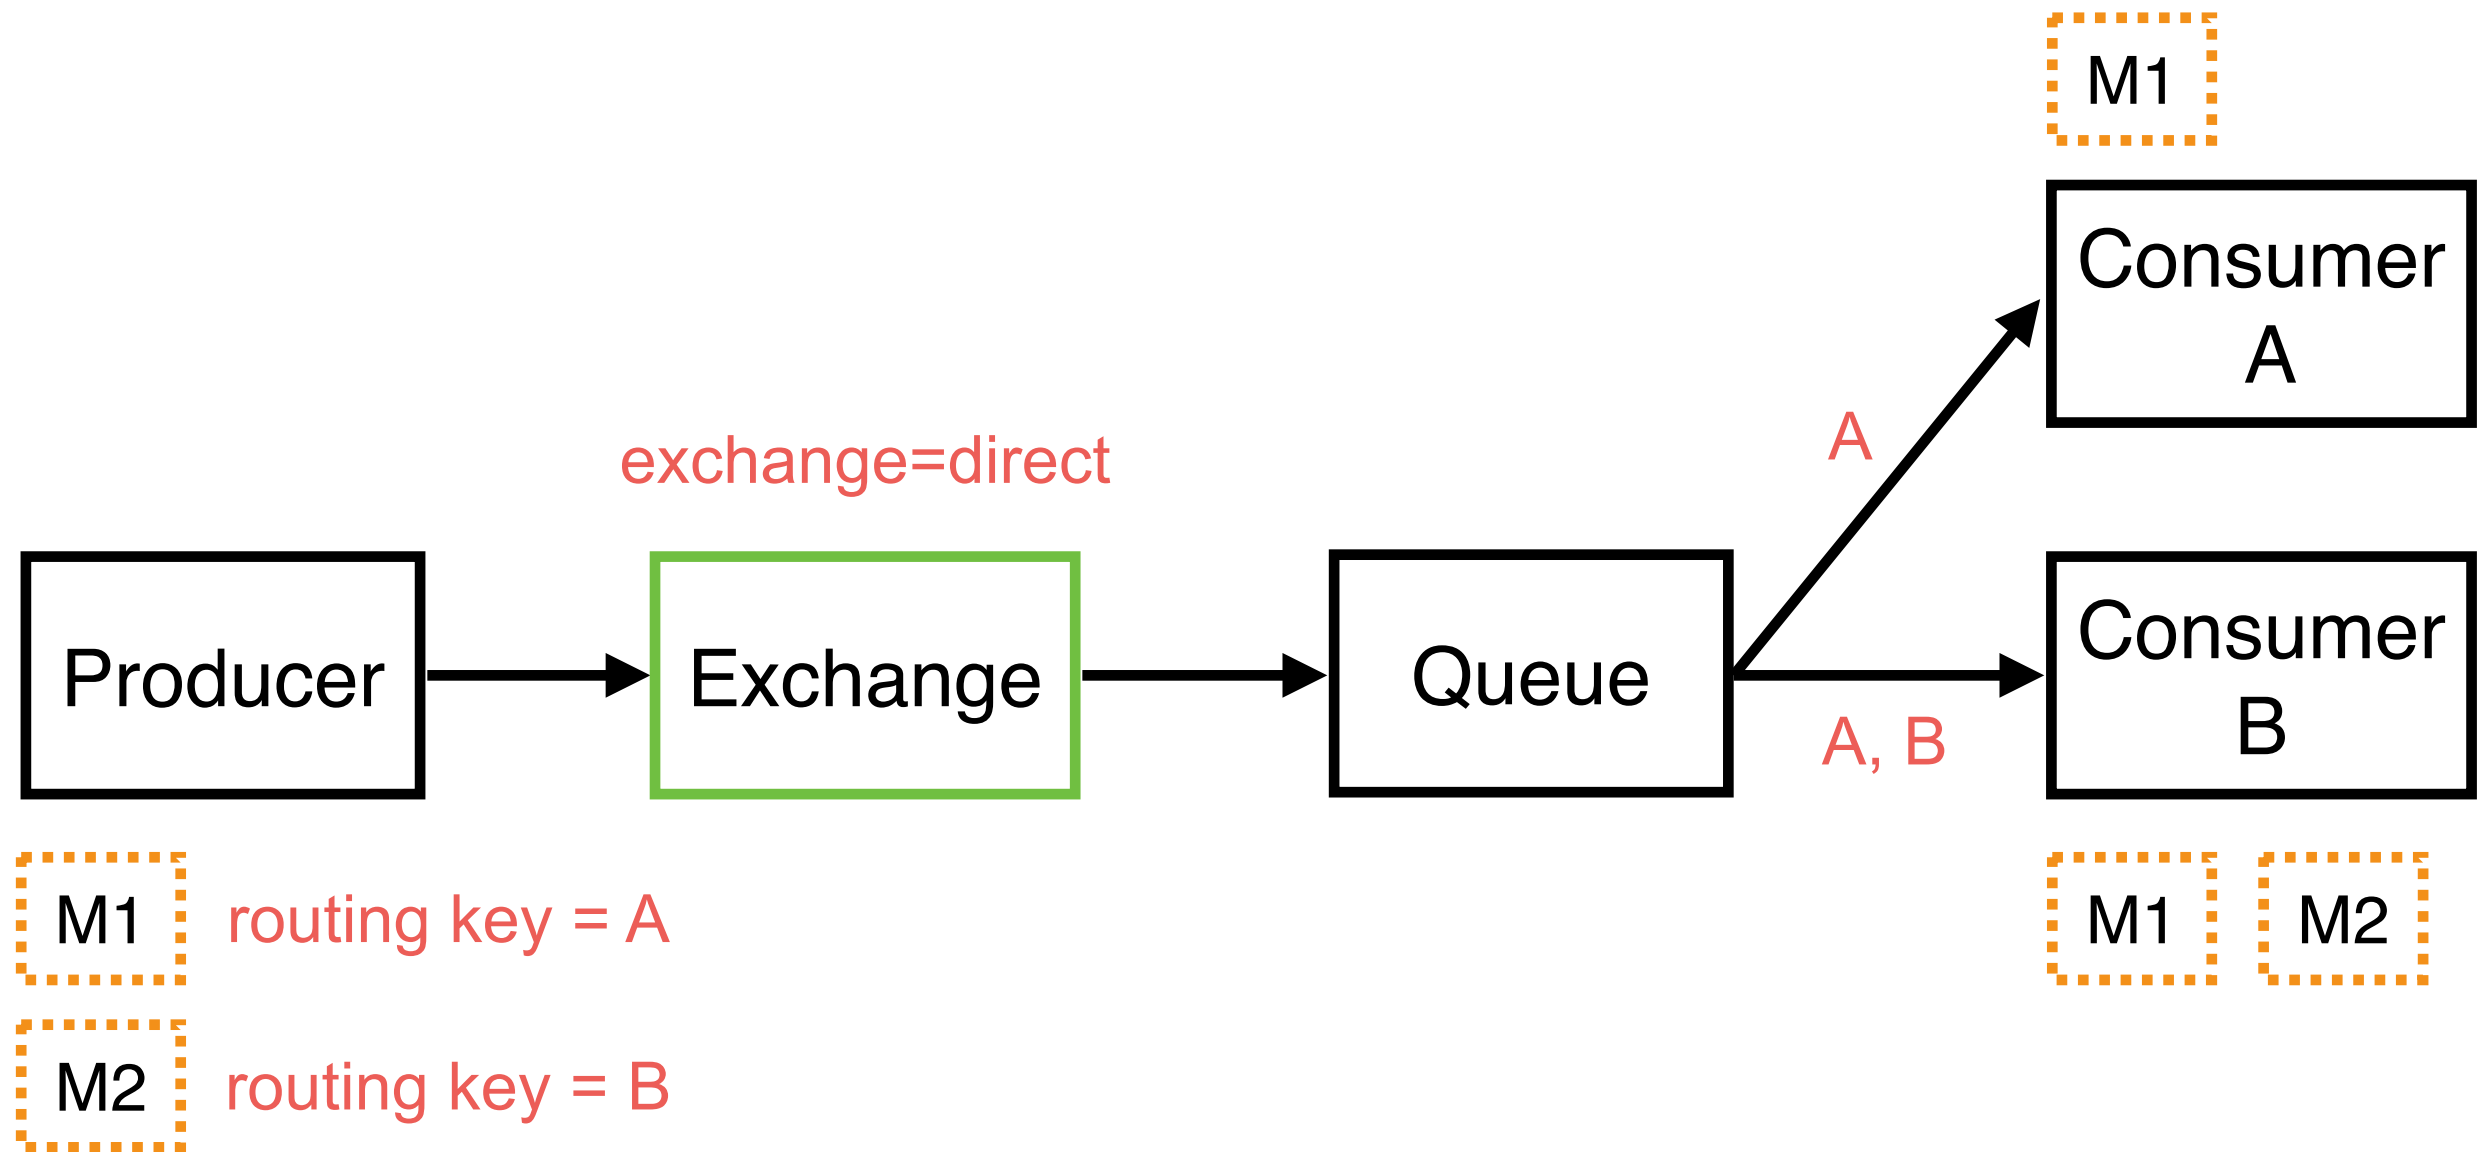 M1
Consumer
A
A
exchange=direct
Producer
Exchange
Queue
Consumer
B
A, B
M1
routing key = A
M1
M2
M2
routing key = B